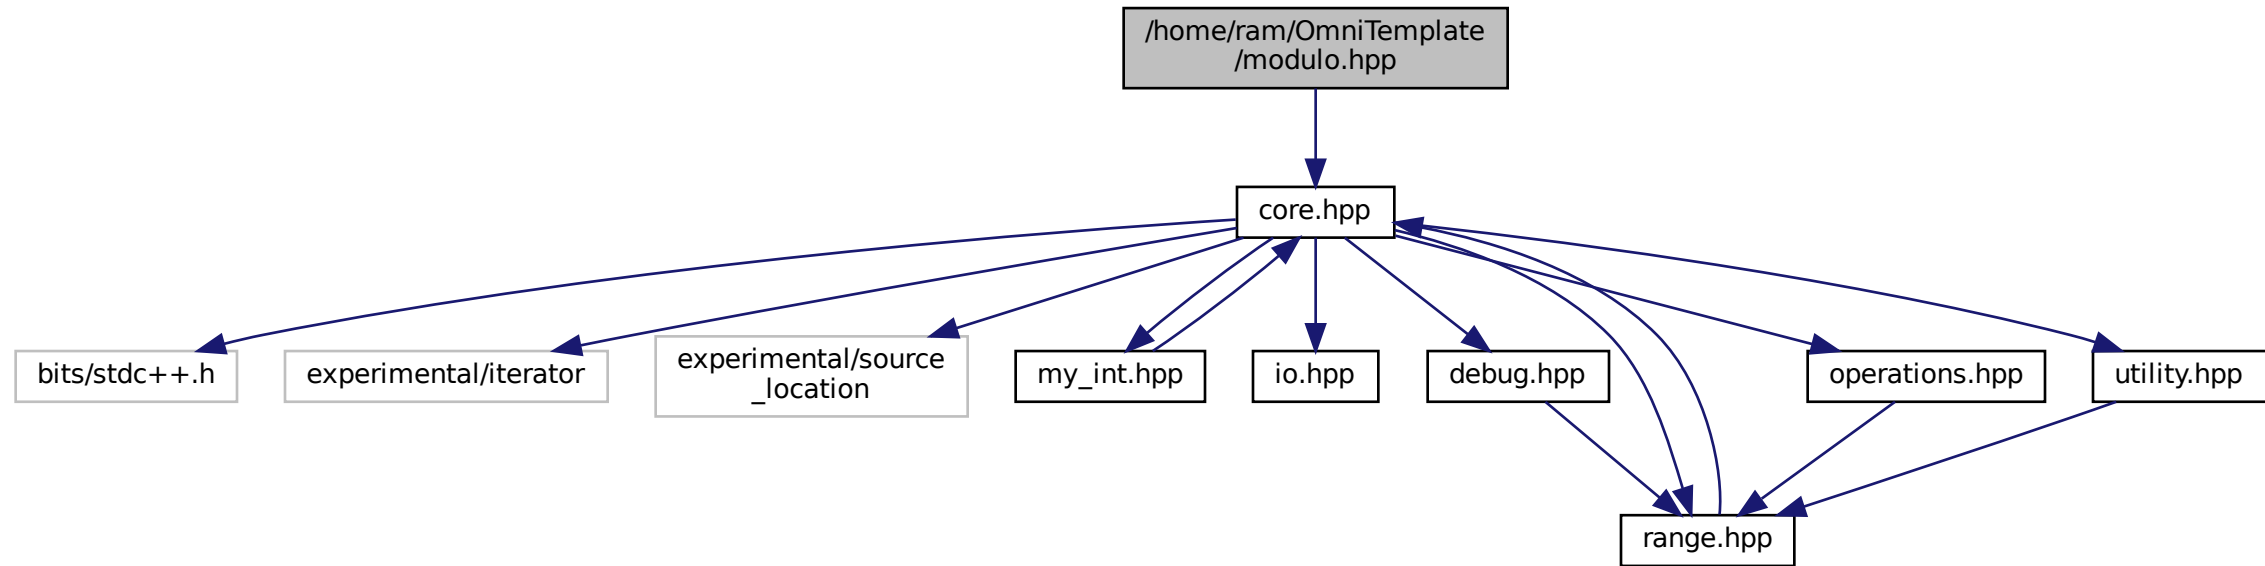 /home/ram/OmniTemplate
/modulo.hpp
core.hpp
bits/stdc++.h
experimental/iterator
experimental/source
_location
my_int.hpp
io.hpp
debug.hpp
operations.hpp
utility.hpp
range.hpp